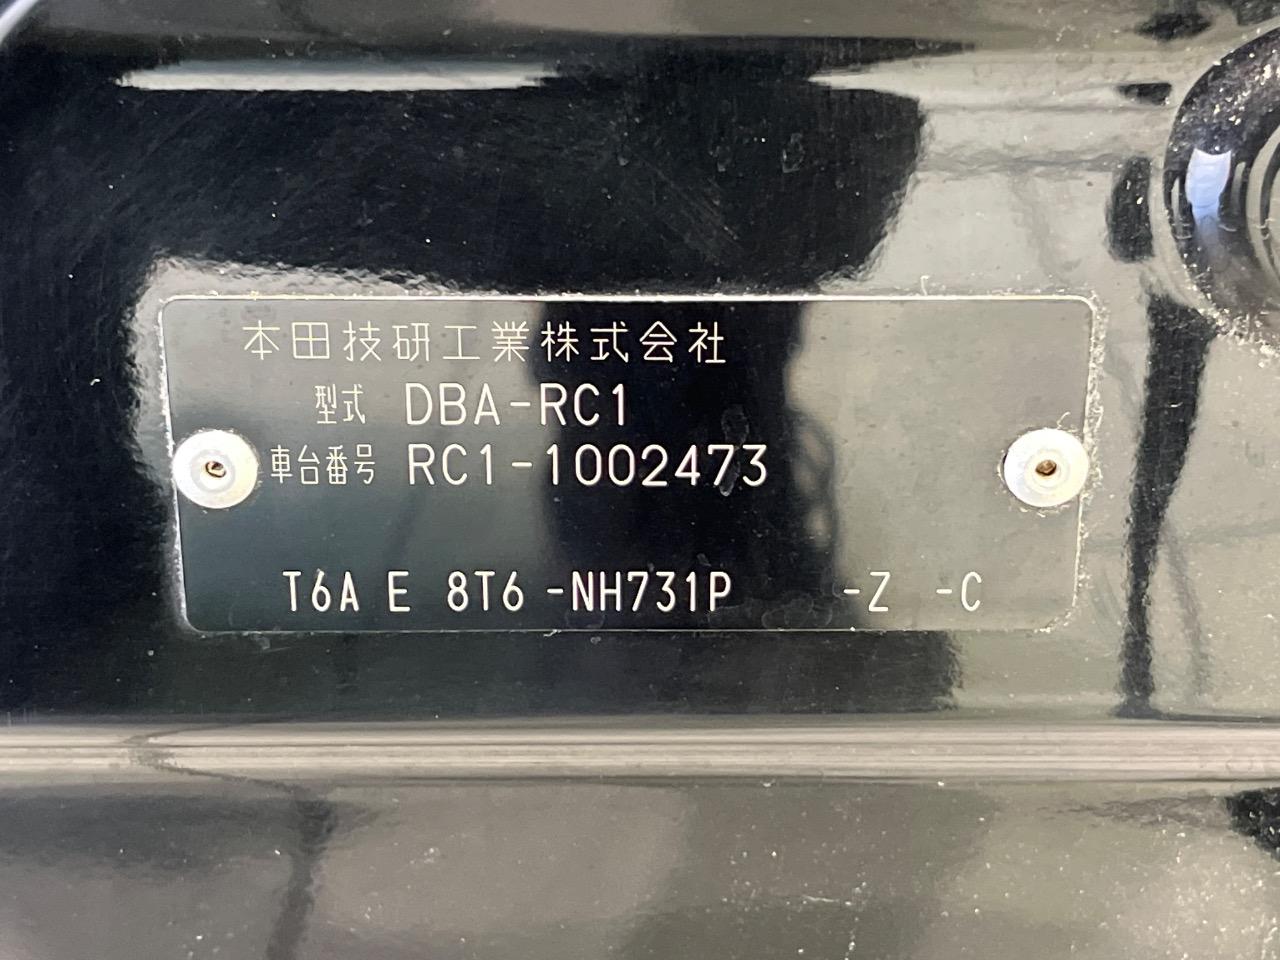 本田技研工業株式会社
型式 DBA-RC1
車台番号 RC1-1002473
T6A E 8T6 -NH731P -Z -C